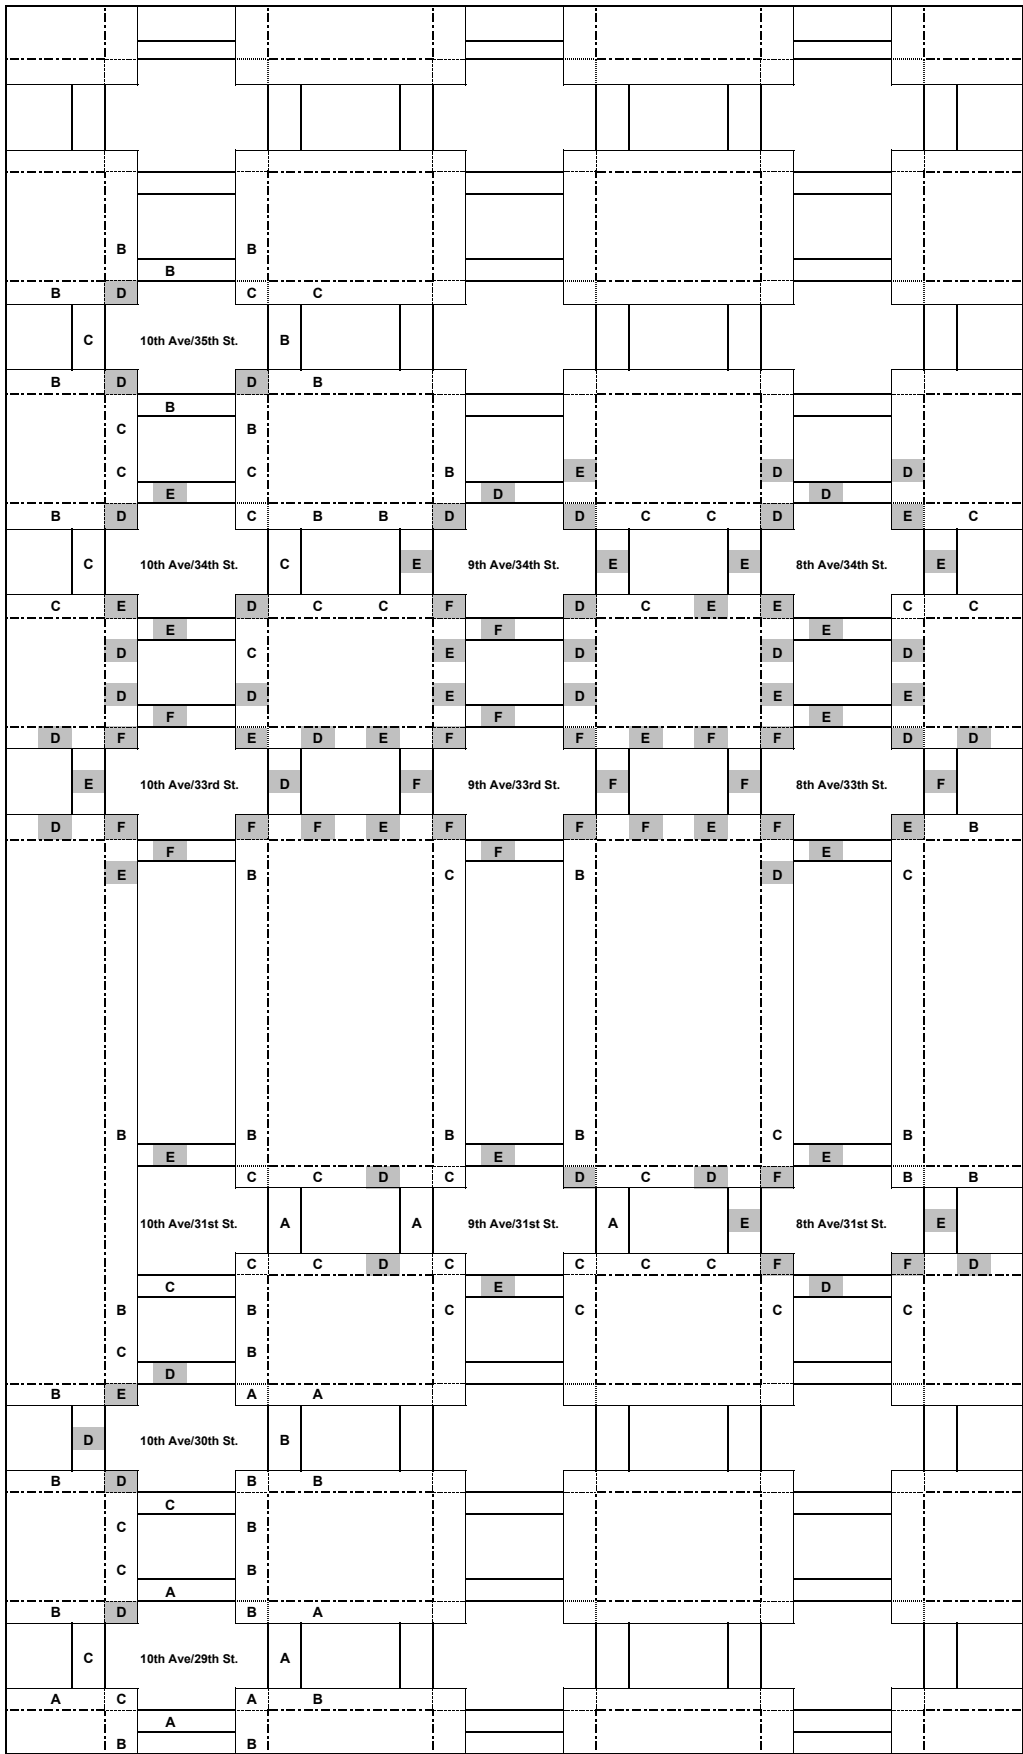 B B
B
B D C C
C 10th Ave/35th St. B
B D D B
B
C B
C C B E D D
E D D
B D C B B D D C C D E C
C 10th Ave/34th St. C E 9th Ave/34th St. E E 8th Ave/34th St. E
C E D C C F D C E E C C
E F E
D C E D D D
D D E D E E
F F E
D F E D E F F E F F D D
E 10th Ave/33rd St. D F 9th Ave/33rd St. F F 8th Ave/33th St. F
D F F F E F F F E F E B
F F E
E B C B D C
B B B B C B
E E E
C C D C D C D F B B
10th Ave/31st St. A A 9th Ave/31st St. A E 8th Ave/31st St. E
C C D C C C C F F D
C E D
B B C C C C
C B
D
B E A A
D 10th Ave/30th St. B
B D B B
C
C B
C B
A
B D B A
C 10th Ave/29th St. A
A C A B
A
B B